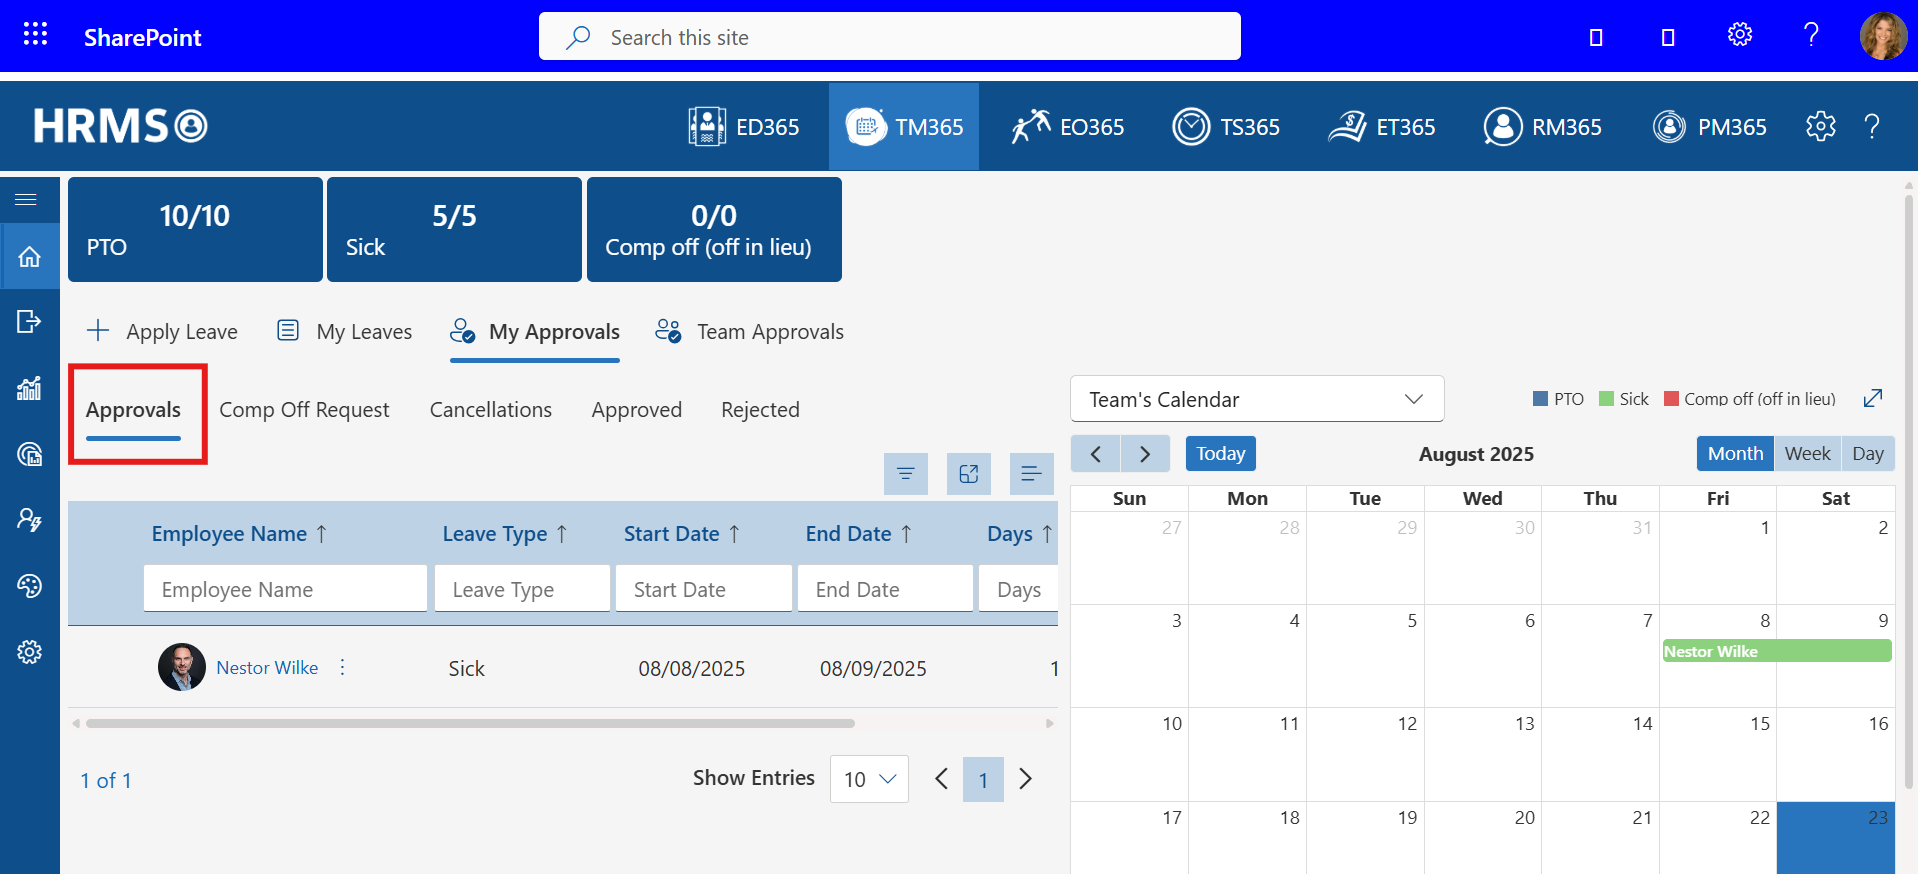 SharePoint
Search this site
HRMS
ED365
TM365
EO365
TS365
ET365
RM365
PM365
10/10
PTO
5/5
Sick
0/0
Comp off (off in lieu)
Apply Leave
My Leaves
My Approvals
Team Approvals
Approvals
Comp Off Request
Cancellations
Approved
Rejected
Employee Name ↑
Leave Type ↑
Start Date ↑
End Date ↑
Days ↑
Employee Name
Leave Type
Start Date
End Date
Days
Nestor Wilke
Sick
08/08/2025
08/09/2025
1
1 of 1
Show Entries
10
1
Team's Calendar
PTO
Sick
Comp off (off in lieu)
Today
August 2025
Month
Week
Day
Sun Mon Tue Wed Thu Fri Sat
27 28 29 30 31 1 2
3 4 5 6 7 8 9
Nestor Wilke
10 11 12 13 14 15 16
17 18 19 20 21 22 23